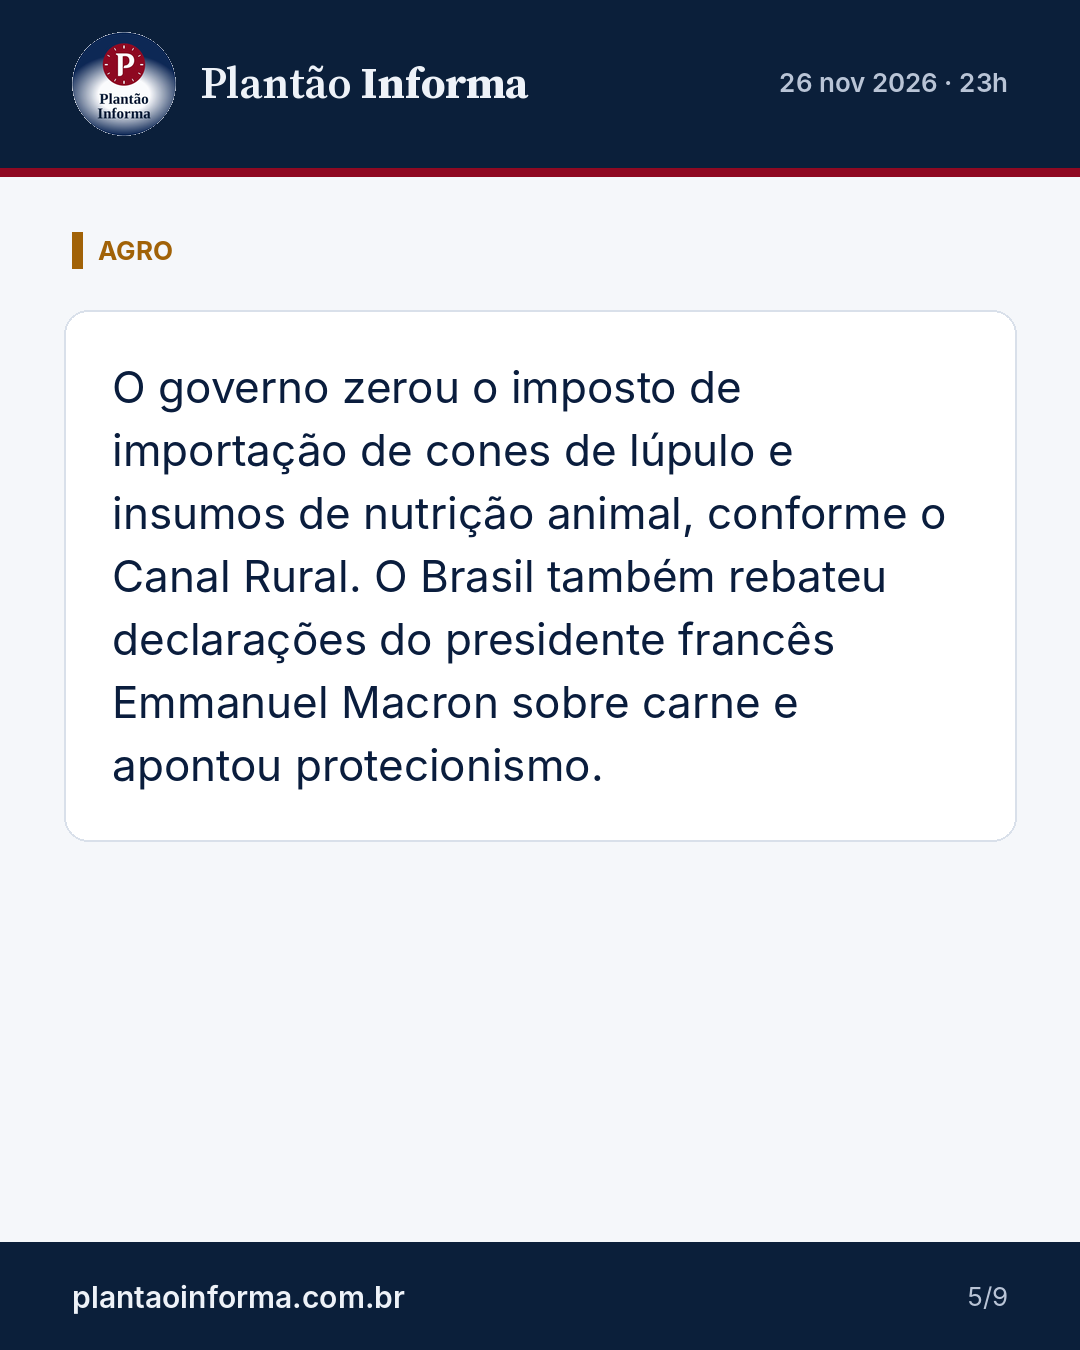 P
Plantão
Informa
Plantão Informa
26 nov 2026 · 23h
AGRO
O governo zerou o imposto de
importação de cones de lúpulo e
insumos de nutrição animal, conforme o
Canal Rural. O Brasil também rebateu
declarações do presidente francês
Emmanuel Macron sobre carne e
apontou protecionismo.
plantaoinforma.com.br
5/9